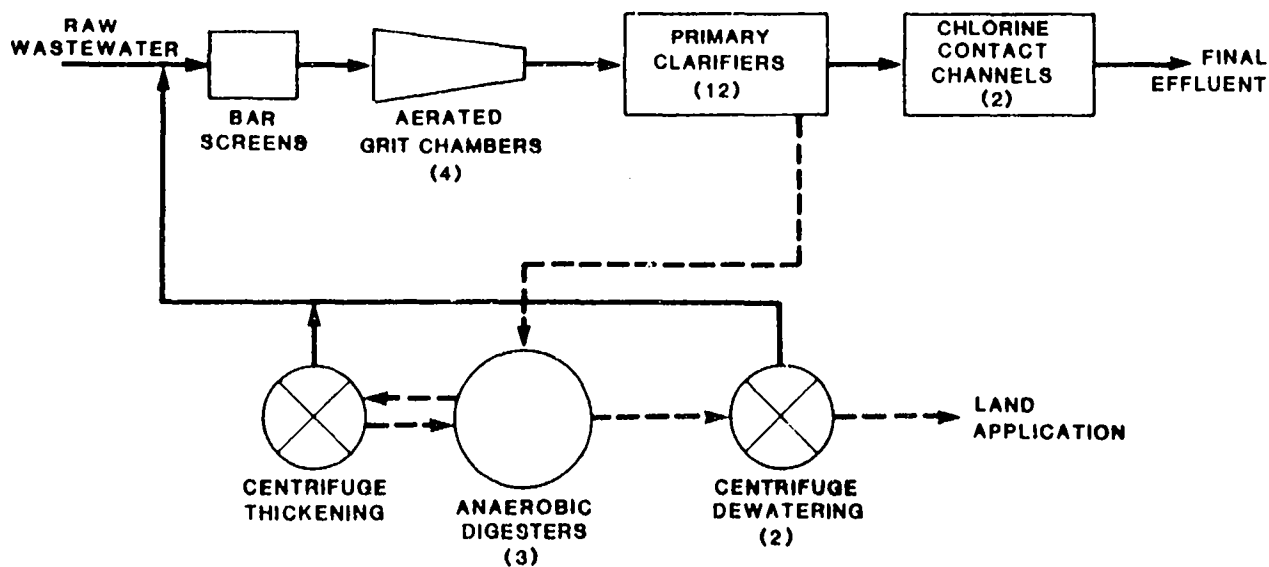 RAW
WASTEWATER
BAR
SCREENS
AERATED
GRIT CHAMBERS
(4)
PRIMARY
CLARIFIERS
(12)
CHLORINE
CONTACT
CHANNELS
(2)
FINAL
EFFLUENT
CENTRIFUGE
THICKENING
ANAEROBIC
DIGESTERS
(3)
CENTRIFUGE
DEWATERING
(2)
LAND
APPLICATION